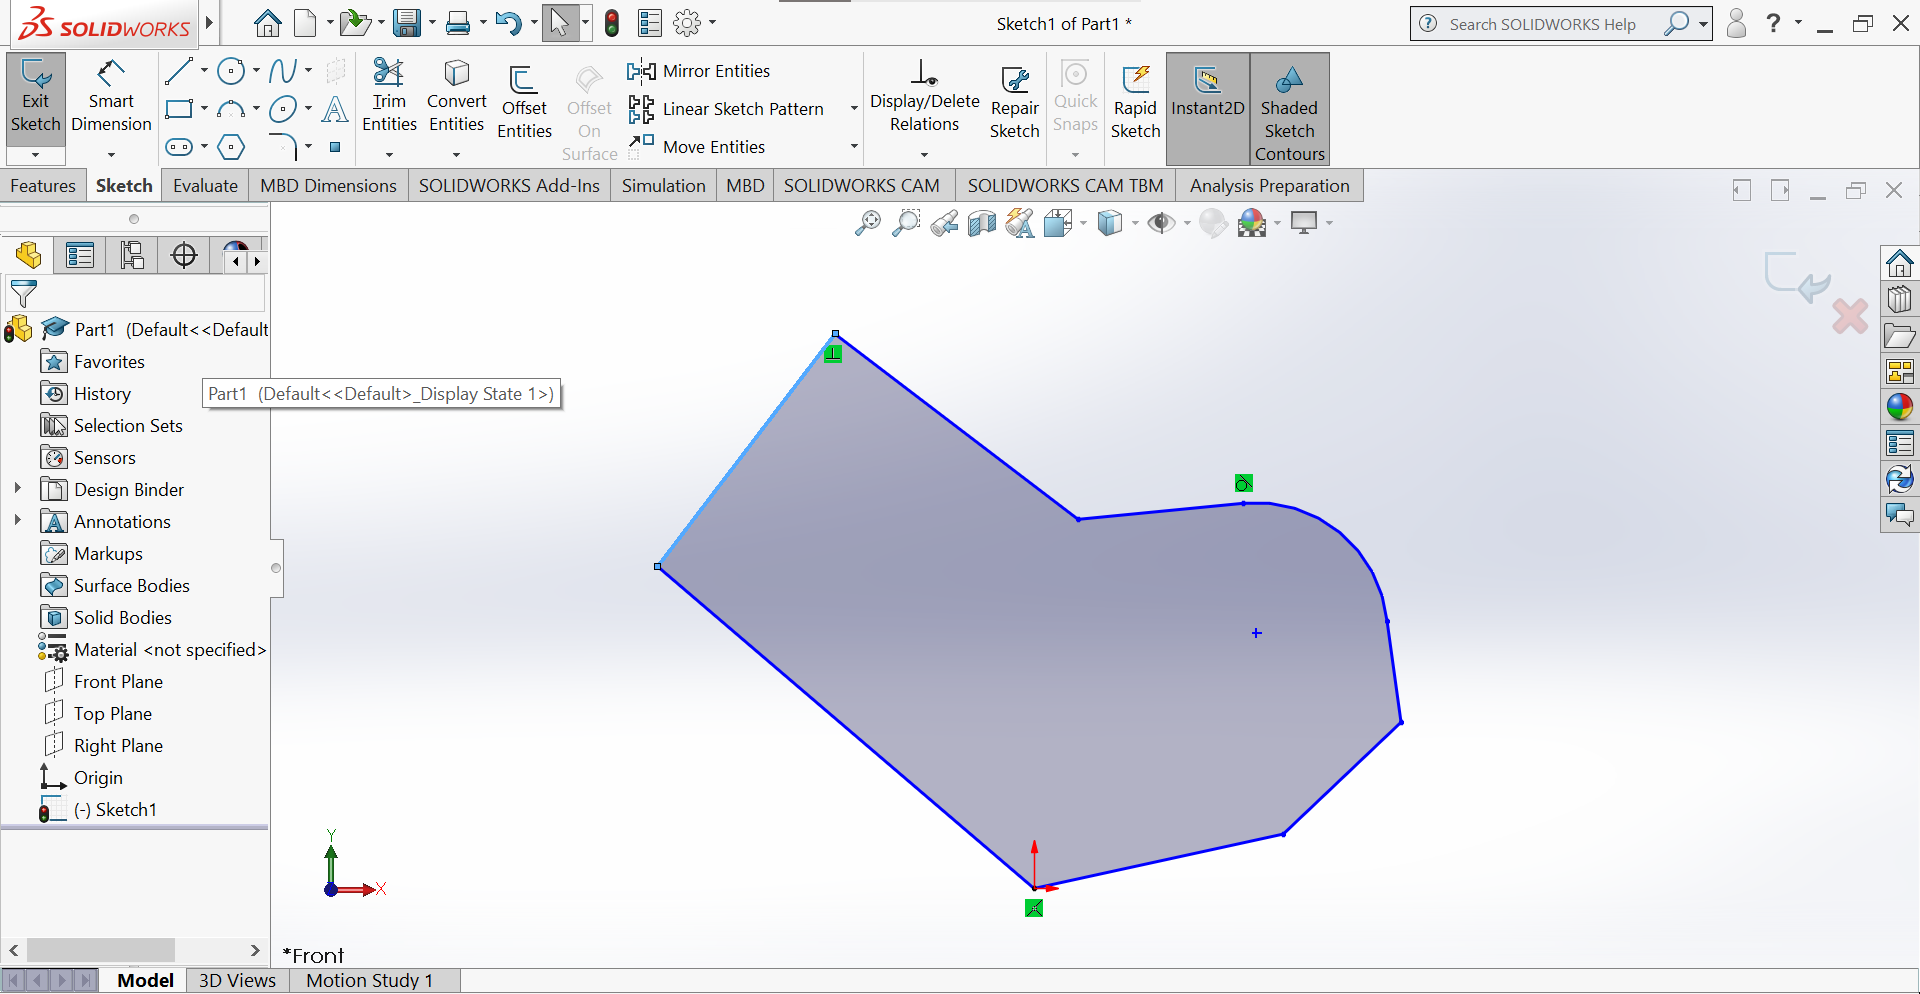 SOLIDWORKS
Sketch1 of Part1 *
Search SOLIDWORKS Help
?
Exit Sketch
Smart Dimension
Trim Entities
Convert Entities
Offset Entities
Offset On Surface
Mirror Entities
Linear Sketch Pattern
Move Entities
Display/Delete Relations
Repair Sketch
Quick Snaps
Rapid Sketch
Instant2D
Shaded Sketch Contours
Features
Sketch
Evaluate
MBD Dimensions
SOLIDWORKS Add-Ins
Simulation
MBD
SOLIDWORKS CAM
SOLIDWORKS CAM TBM
Analysis Preparation
Part1 (Default<<Default
Favorites
History
Part1 (Default<<Default>_Display State 1>)
Selection Sets
Sensors
Design Binder
Annotations
Markups
Surface Bodies
Solid Bodies
Material <not specified>
Front Plane
Top Plane
Right Plane
Origin
(-) Sketch1
Y
X
*Front
Model
3D Views
Motion Study 1